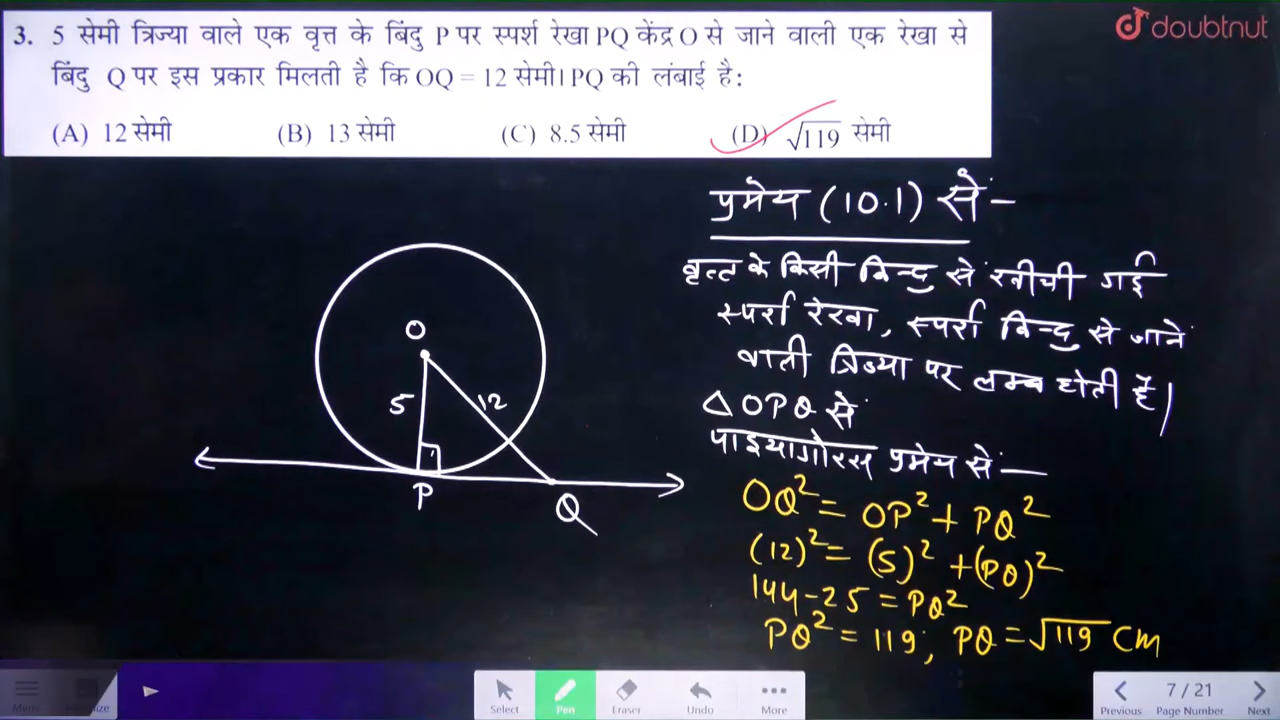 3. 5 सेमी त्रिज्या वाले एक वृत्त के बिंदु P पर स्पर्श रेखा PQ केंद्र O से जाने वाली एक रेखा से
बिंदु Q पर इस प्रकार मिलती है कि OQ = 12 सेमी। PQ की लंबाई है:
(A) 12 सेमी (B) 13 सेमी (C) 8.5 सेमी (D) √119 सेमी
doubtnut
प्रमेय (10.1) से:-
वृत्त के किसी बिन्दु से खींची गई
स्पर्श रेखा, स्पर्श बिन्दु से जाने
वाली त्रिज्या पर लम्ब होती है।
△OPQ से
पाइथागोरस प्रमेय से:-
OQ² = OP² + PQ²
(12)² = (5)² + (PQ)²
144-25 = PQ²
PQ² = 119; PQ = √119 cm
O
5
12
P
Q
Menu
Select
Pen
Eraser
Undo
More
Previous
7 / 21
Page Number
Next